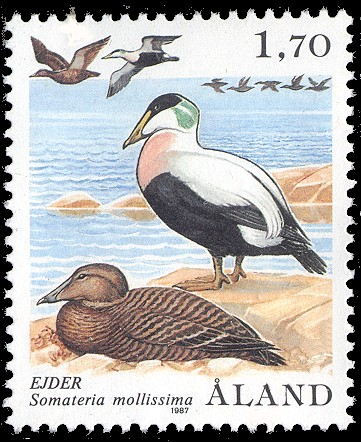 1,70
EJDER
Somateria mollissima
1987
ÅLAND